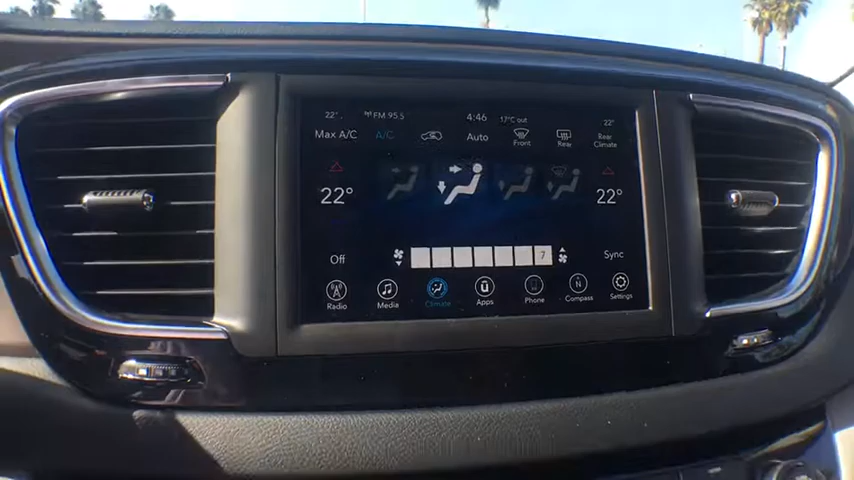 22° FM 95.5 4:46 17°C out 22°
Max A/C A/C Auto Front Rear Rear Climate
22° 22°
Off 7 Sync
Radio Media Climate Apps Phone Compass Settings